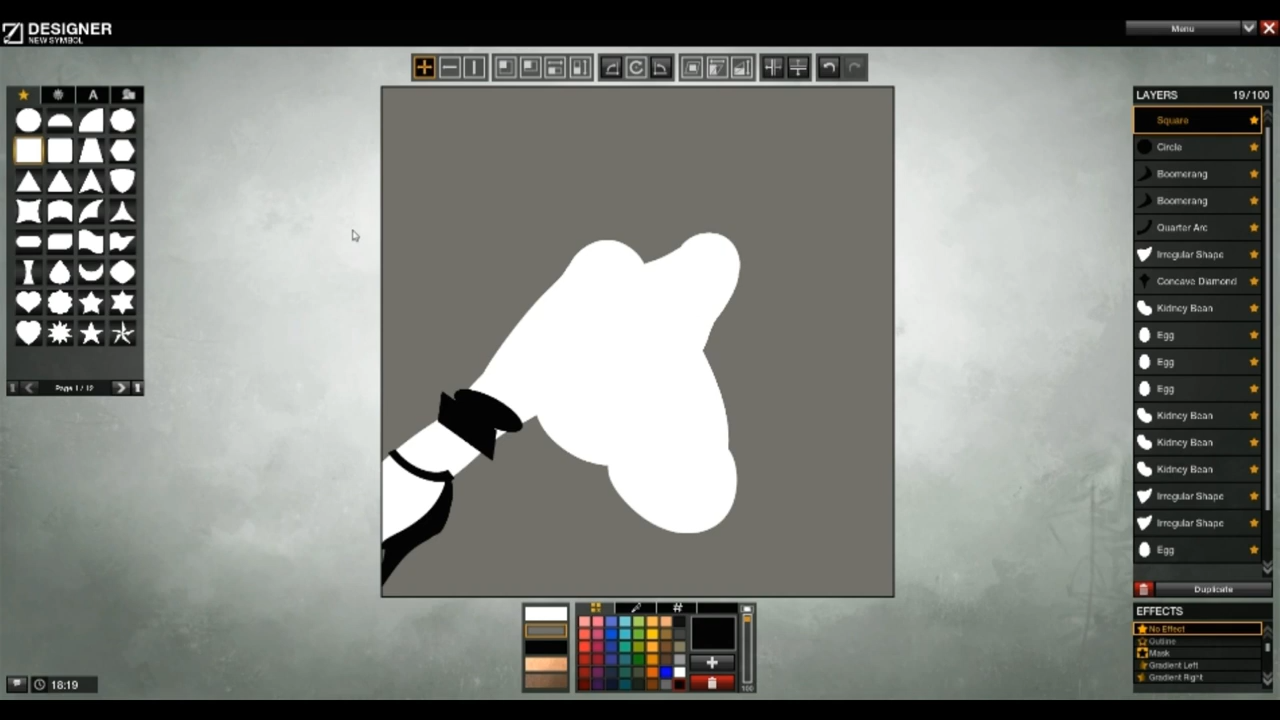 DESIGNER
NEW SYMBOL
Menu
A
Page 1 / 12
LAYERS 19/100
Square
Circle
Boomerang
Boomerang
Quarter Arc
Irregular Shape
Concave Diamond
Kidney Bean
Egg
Egg
Egg
Kidney Bean
Kidney Bean
Kidney Bean
Irregular Shape
Irregular Shape
Egg
Duplicate
EFFECTS
No Effect
Outline
Mask
Gradient Left
Gradient Right
#
100
18:19